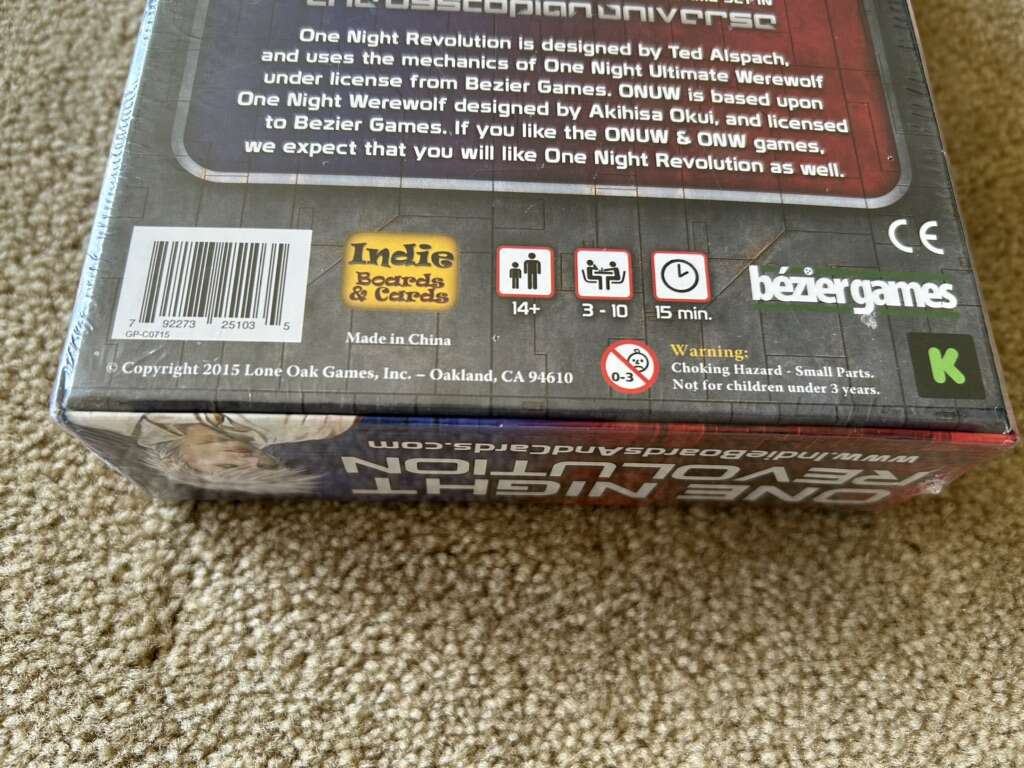 SET IN
the dystopian universe
One Night Revolution is designed by Ted Alspach,
and uses the mechanics of One Night Ultimate Werewolf
under license from Bezier Games. ONUW is based upon
One Night Werewolf designed by Akihisa Okui, and licensed
to Bezier Games. If you like the ONUW & ONW games,
we expect that you will like One Night Revolution as well.
CE
7 92273 25103 5
GP-C0715
Indie
Boards
& Cards
14+
3 - 10
15 min.
bézier games
Made in China
© Copyright 2015 Lone Oak Games, Inc. – Oakland, CA 94610
0-3
Warning:
Choking Hazard - Small Parts.
Not for children under 3 years.
K
www.IndieBoardsAndCards.com
ONE NIGHT
REVOLUTION